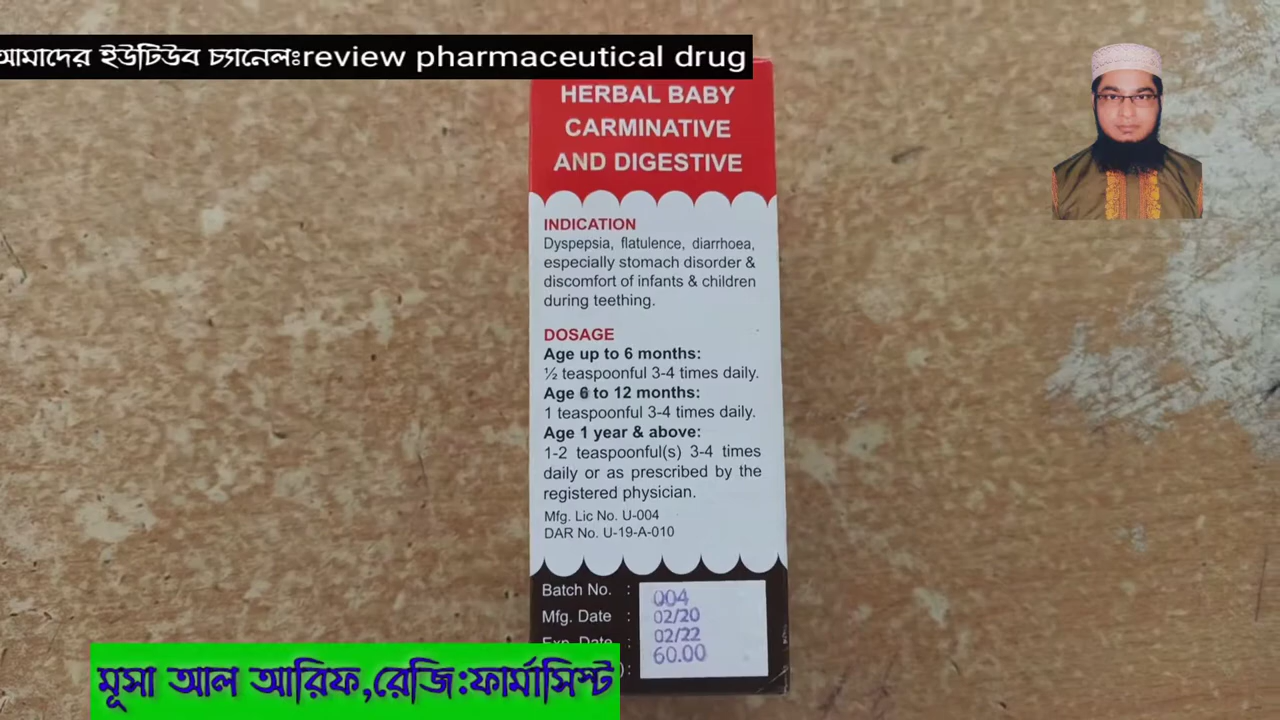 আমাদের ইউটিউব চ্যানেলঃreview pharmaceutical drug
HERBAL BABY
CARMINATIVE
AND DIGESTIVE
INDICATION
Dyspepsia, flatulence, diarrhoea,
especially stomach disorder &
discomfort of infants & children
during teething.
DOSAGE
Age up to 6 months:
½ teaspoonful 3-4 times daily.
Age 6 to 12 months:
1 teaspoonful 3-4 times daily.
Age 1 year & above:
1-2 teaspoonful(s) 3-4 times
daily or as prescribed by the
registered physician.
Mfg. Lic No. U-004
DAR No. U-19-A-010
Batch No. : 004
Mfg. Date : 02/20
Exp. Date : 02/22
) : 60.00
মূসা আল আরিফ,রেজি:ফার্মাসিস্ট